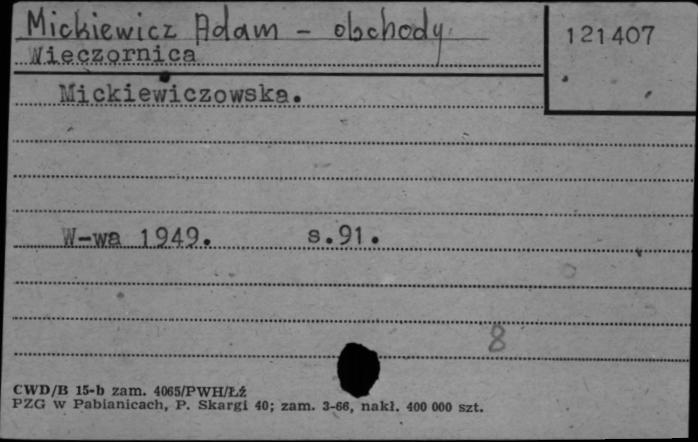 Mickiewicz Adam - obchody
121407
Wieczornica
Mickiewiczowska.
W-wa 1949. s.91.
8
CWD/B 15-b zam. 4065/PWH/Łź
PZG w Pabianicach, P. Skargi 40; zam. 3-66, nakł. 400 000 szt.